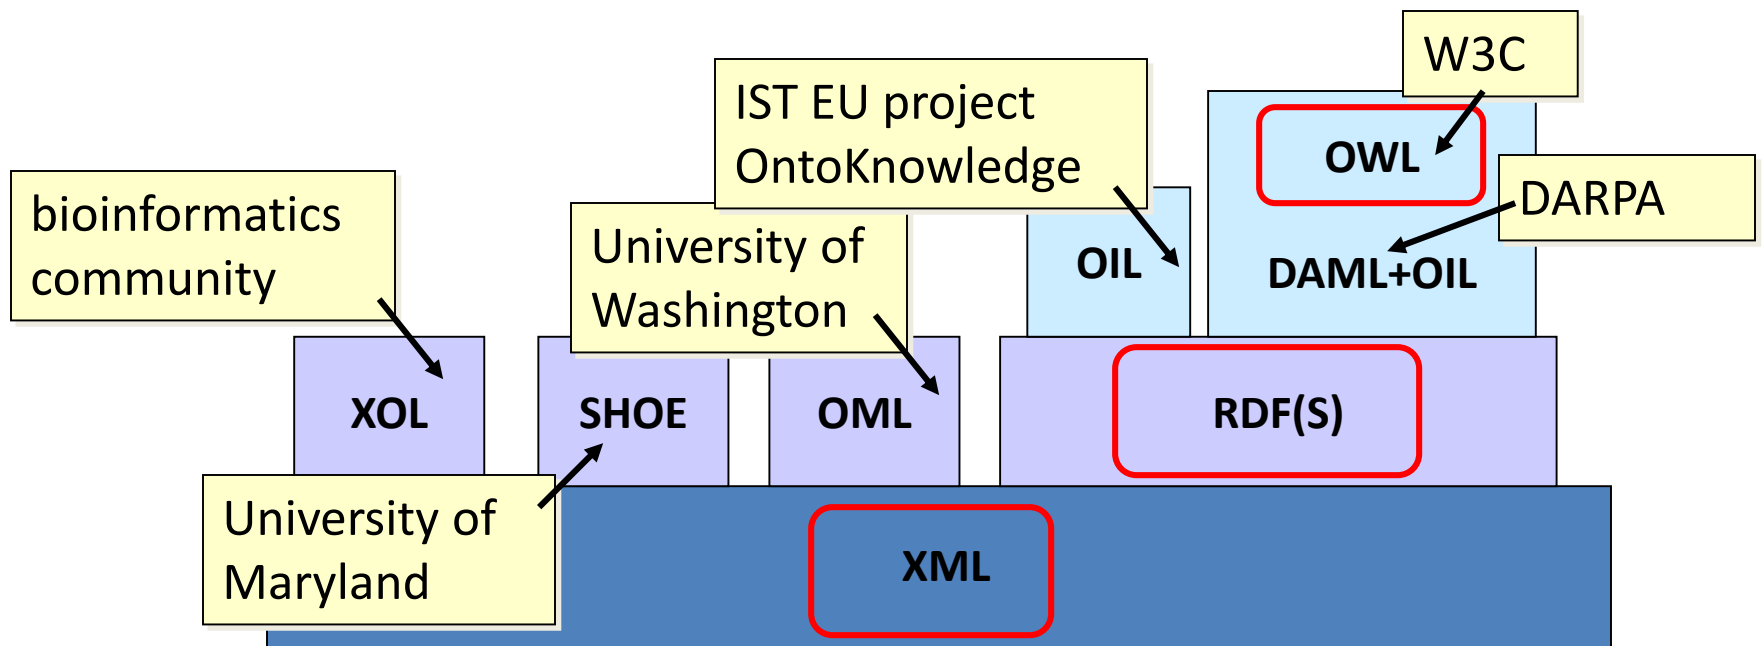 W3C
IST EU project
OntoKnowledge
OWL
DARPA
bioinformatics
community
University of
Washington
OIL
DAML+OIL
XOL
SHOE
OML
RDF(S)
University of
Maryland
XML